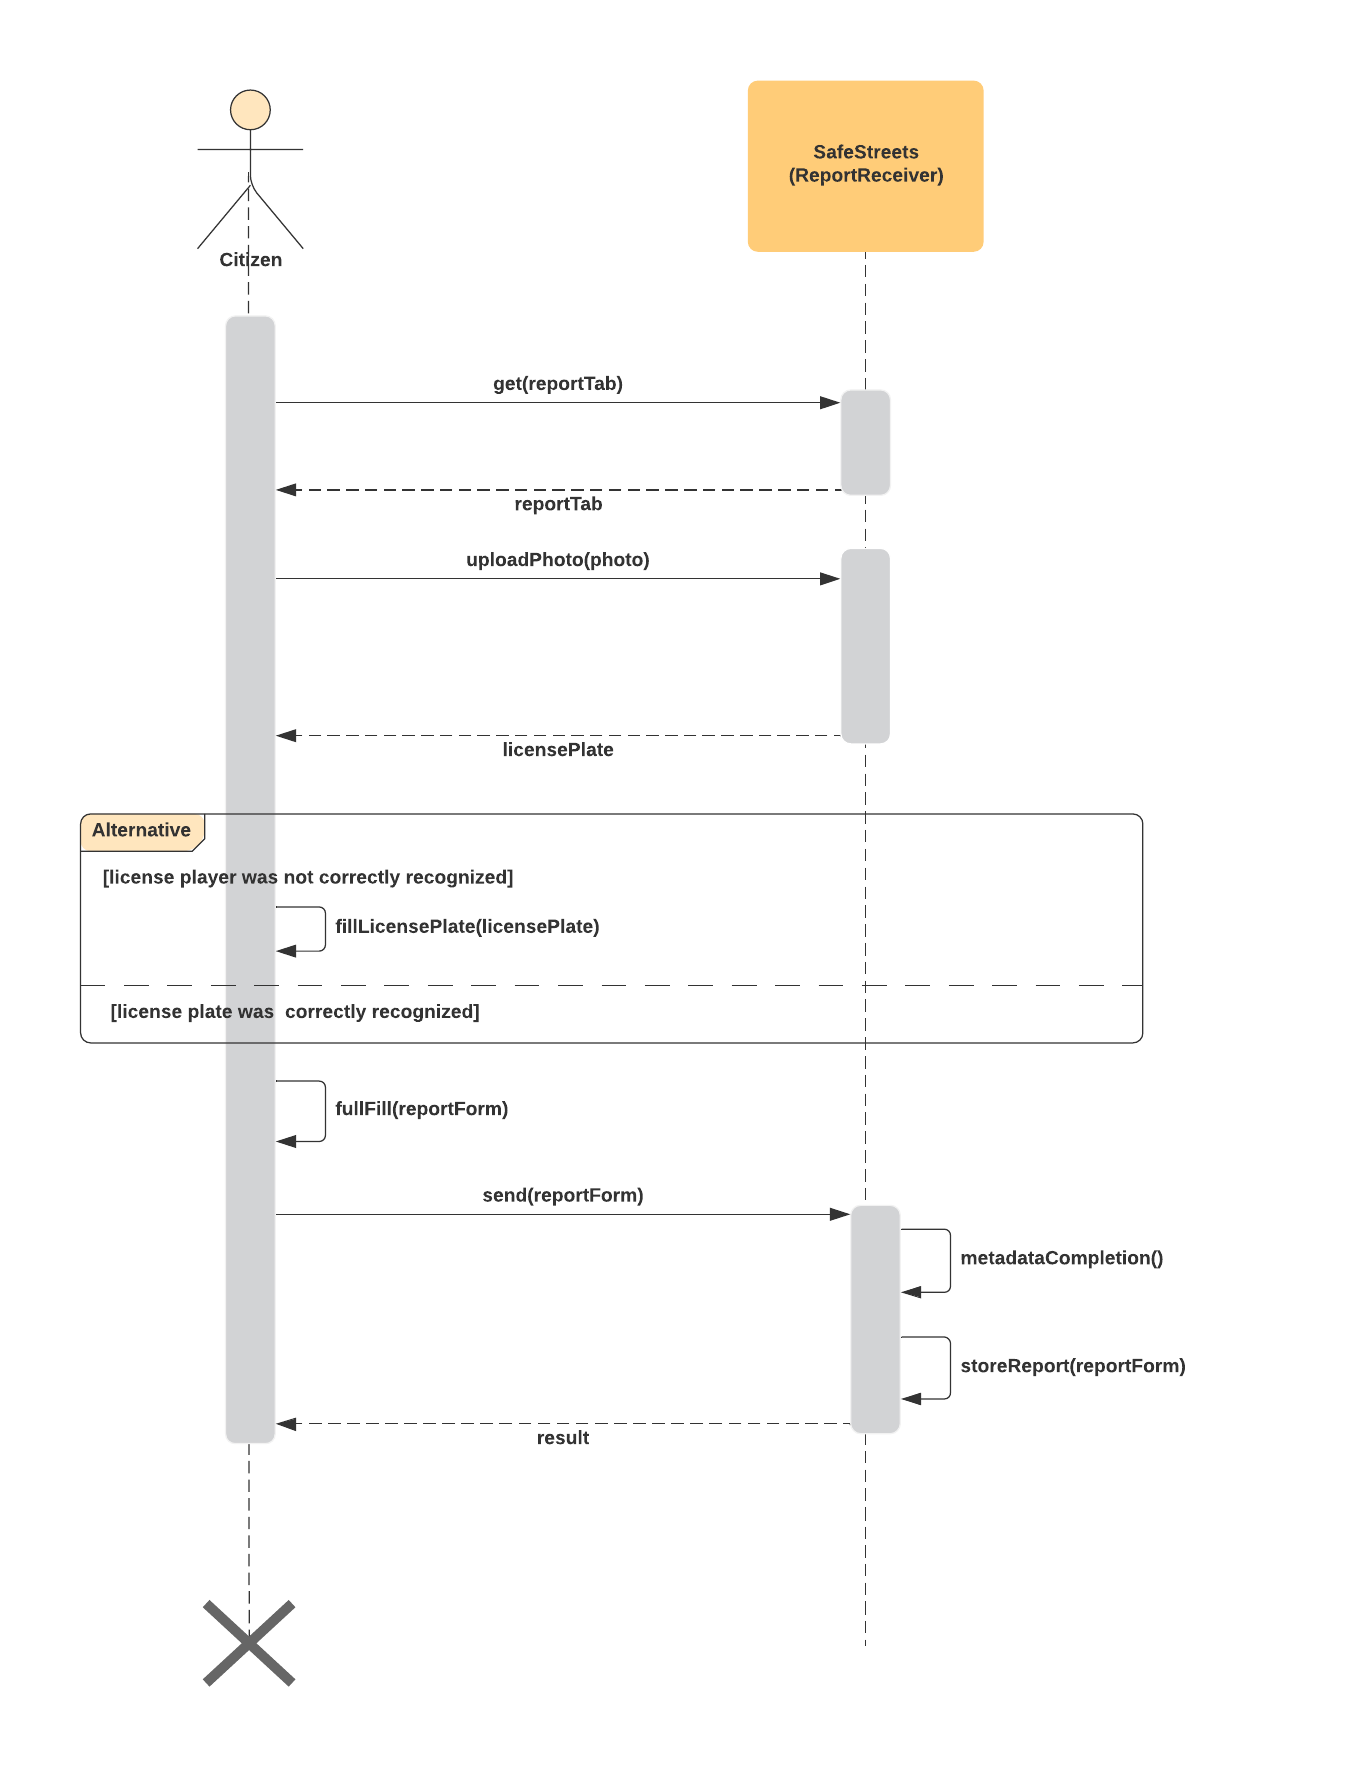 SafeStreets
(ReportReceiver)
Citizen
get(reportTab)
reportTab
uploadPhoto(photo)
licensePlate
Alternative
[license player was not correctly recognized]
fillLicensePlate(licensePlate)
[license plate was  correctly recognized]
fullFill(reportForm)
send(reportForm)
metadataCompletion()
storeReport(reportForm)
result